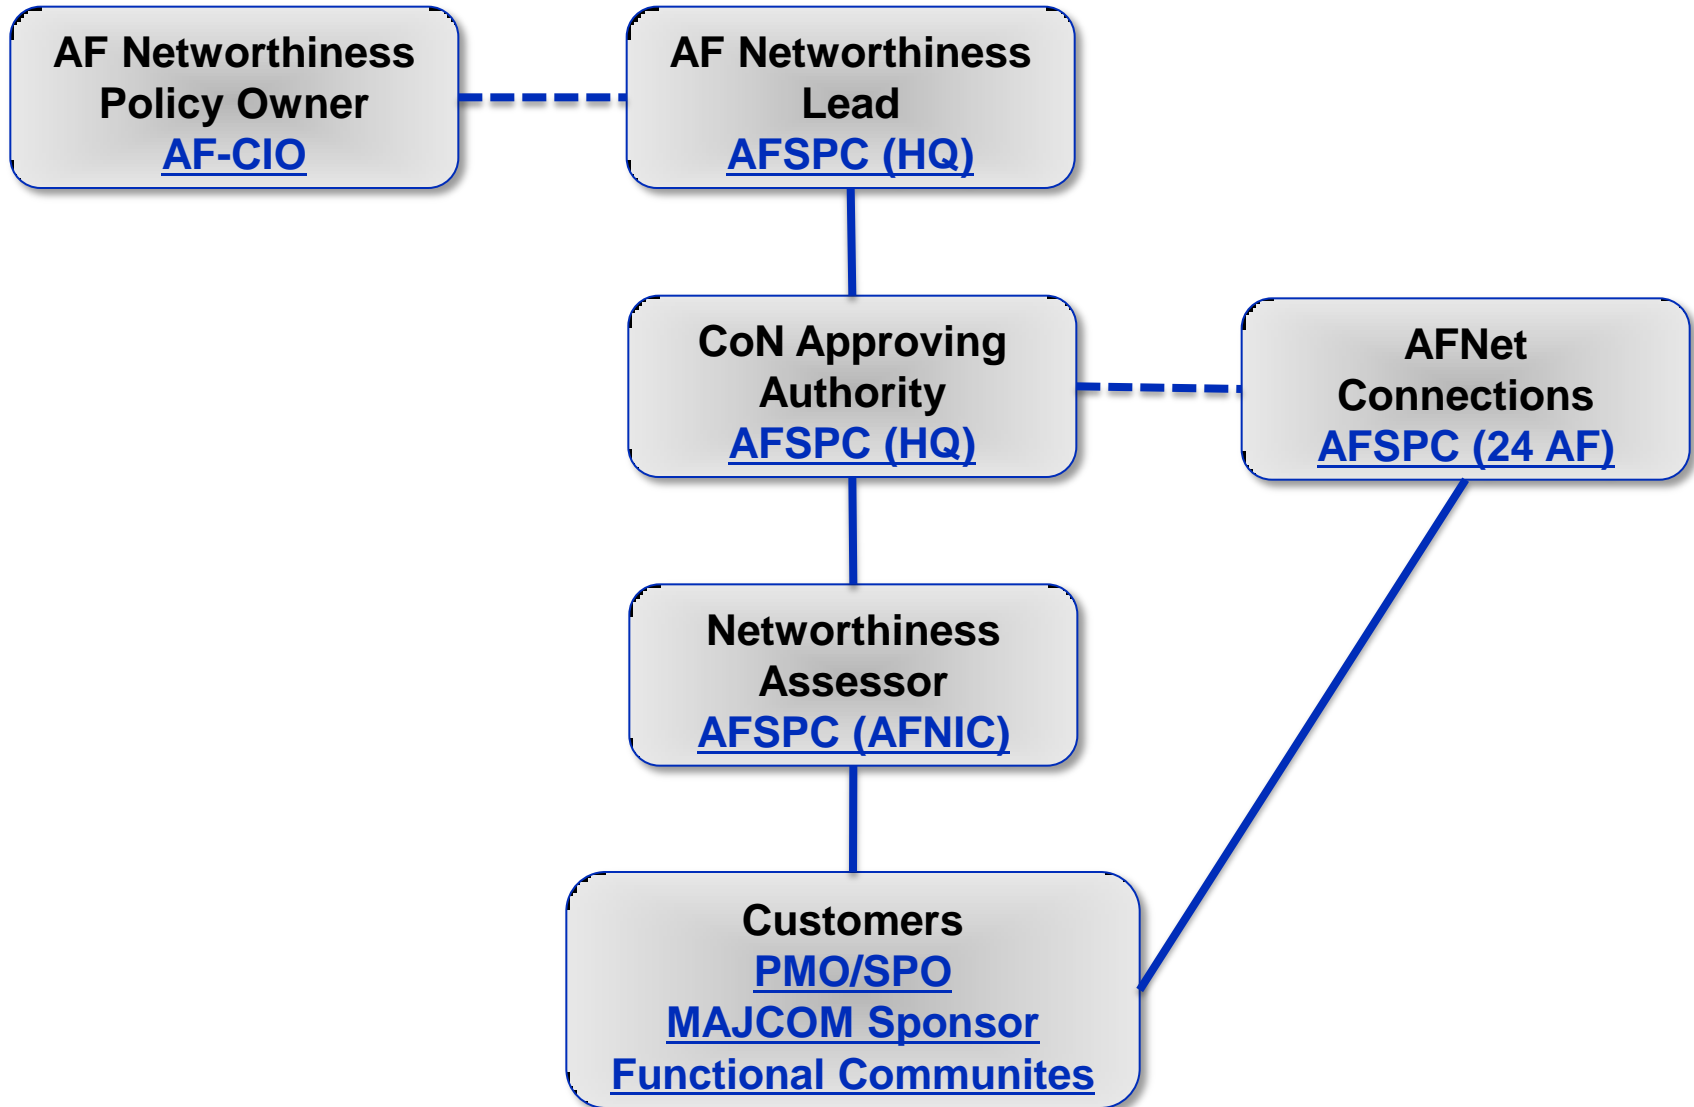 AF Networthiness
Policy Owner
AF-CIO
AF Networthiness
Lead
AFSPC (HQ)
CoN Approving
Authority
AFSPC (HQ)
AFNet
Connections
AFSPC (24 AF)
Networthiness
Assessor
AFSPC (AFNIC)
Customers
PMO/SPO
MAJCOM Sponsor
Functional Communites